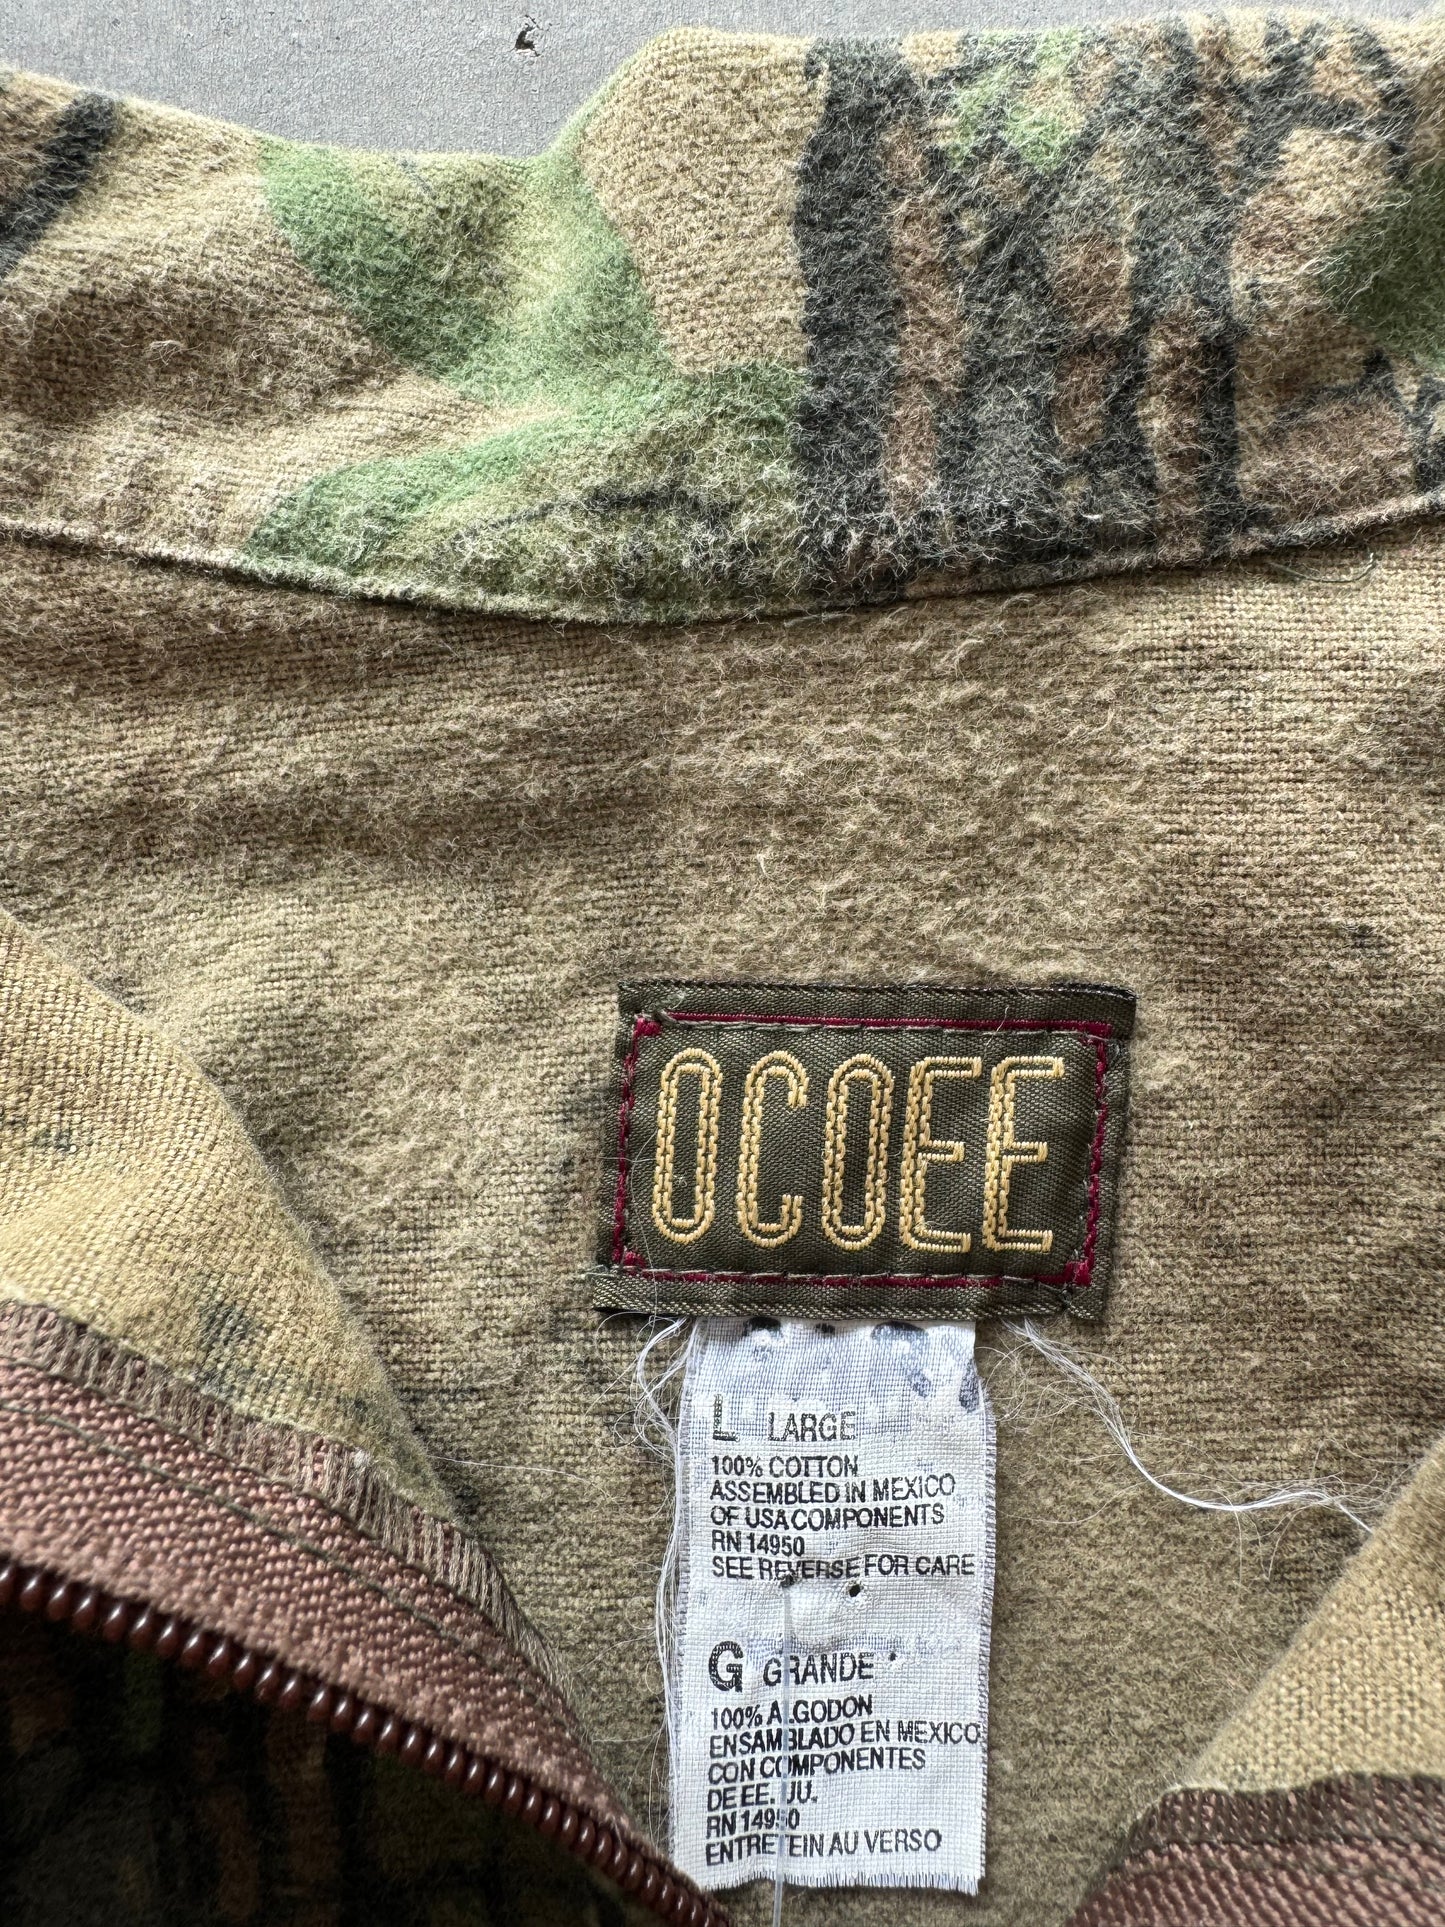 OCOEE
L LARGE
100% COTTON
ASSEMBLED IN MEXICO
OF USA COMPONENTS
RN 14950
SEE REVERSE FOR CARE
G GRANDE
100% ALGODON
ENSAMBLADO EN MEXICO
CON COMPONENTES
DE EE. UU.
RN 14950
ENTRETEIN AU VERSO